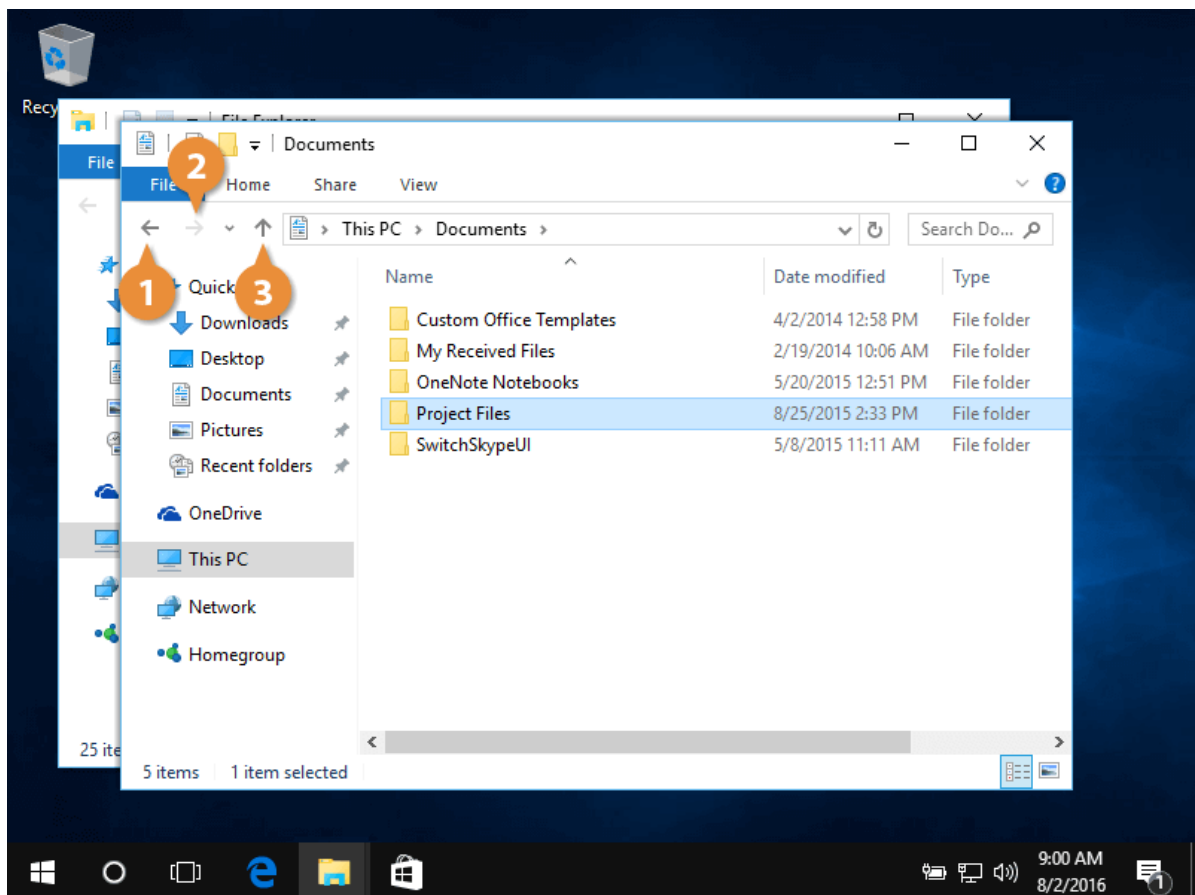 Recy
File Explorer
File
Documents
2
File Home Share View
This PC Documents Search Do...
1
3
Quick
Name Date modified Type
Downloads
Desktop
Documents
Pictures
Recent folders
OneDrive
This PC
Network
Homegroup
Custom Office Templates 4/2/2014 12:58 PM File folder
My Received Files 2/19/2014 10:06 AM File folder
OneNote Notebooks 5/20/2015 12:51 PM File folder
Project Files 8/25/2015 2:33 PM File folder
SwitchSkypeUI 5/8/2015 11:11 AM File folder
25 ite
5 items 1 item selected
9:00 AM
8/2/2016
1